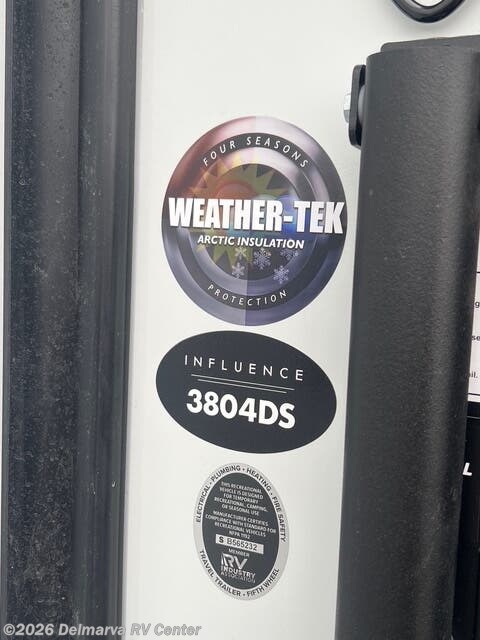 FOUR SEASONS
WEATHER-TEK
ARCTIC INSULATION
PROTECTION
INFLUENCE
3804DS
ELECTRICAL • PLUMBING • HEATING • FIRE SAFETY
THIS RECREATIONAL
VEHICLE IS DESIGNED
FOR TEMPORARY
RECREATIONAL, CAMPING,
OR SEASONAL USE
MANUFACTURER CERTIFIES
COMPLIANCE WITH STANDARD FOR
RECREATIONAL VEHICLES
NFPA 1192
S B565232
MEMBER
RV
INDUSTRY
ASSOCIATION
TRAVEL TRAILER • FIFTH WHEEL
L
©2026 Delmarva RV Center